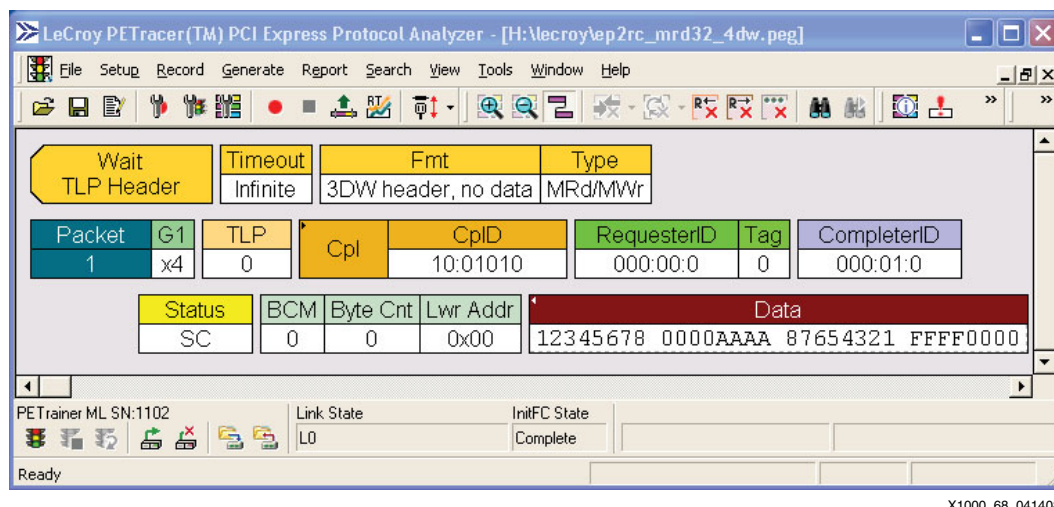 LeCroy PETracer(TM) PCI Express Protocol Analyzer - [H:\lecroy\ep2rc_mrd32_4dw.peg]
File Setup Record Generate Report Search View Tools Window Help
Wait TLP Header Timeout Fmt Type
Infinite 3DW header, no data MRd/MWr
Packet G1 TLP Cpl CplD RequesterID Tag CompleterID
1 x4 0 10:01010 000:00:0 0 000:01:0
Status BCM Byte Cnt Lwr Addr Data
SC 0 0 0x00 12345678 0000AAAA 87654321 FFFF0000
PETrainer ML SN:1102 Link State InitFC State
L0 Complete
Ready